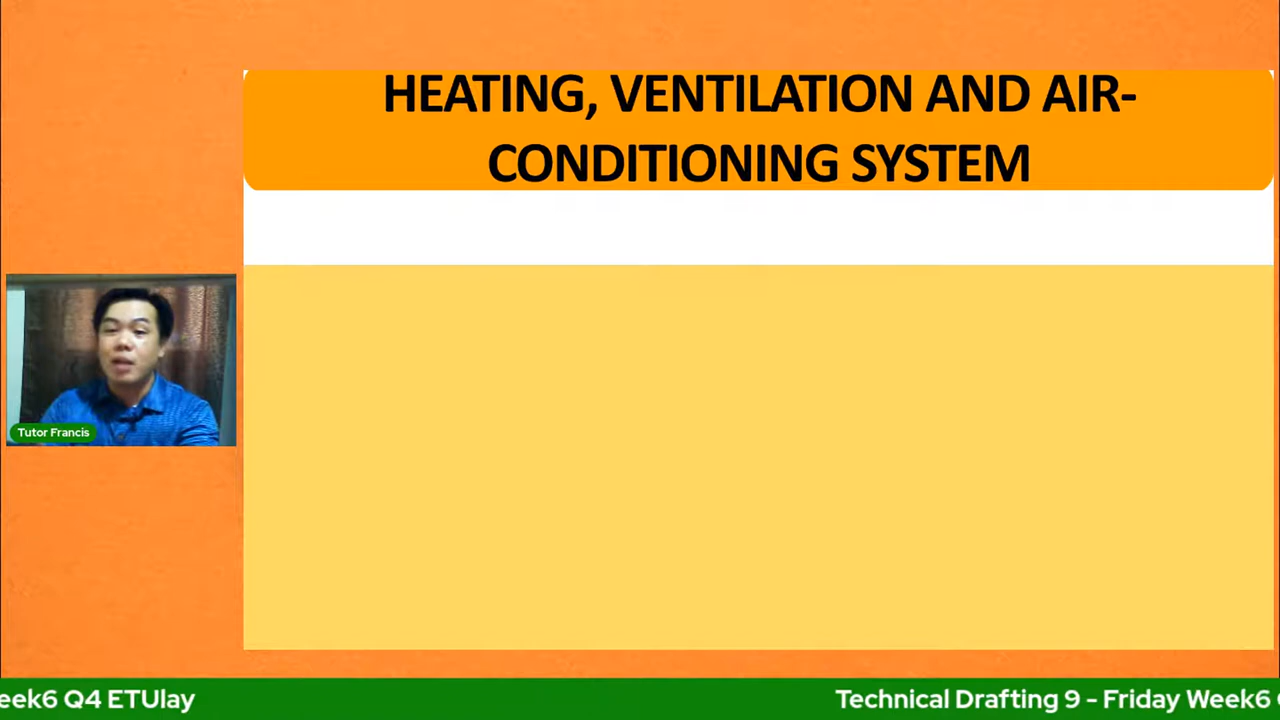 HEATING, VENTILATION AND AIR-
CONDITIONING SYSTEM
Tutor Francis
eek6 Q4 ETUlay
Technical Drafting 9 - Friday Week6